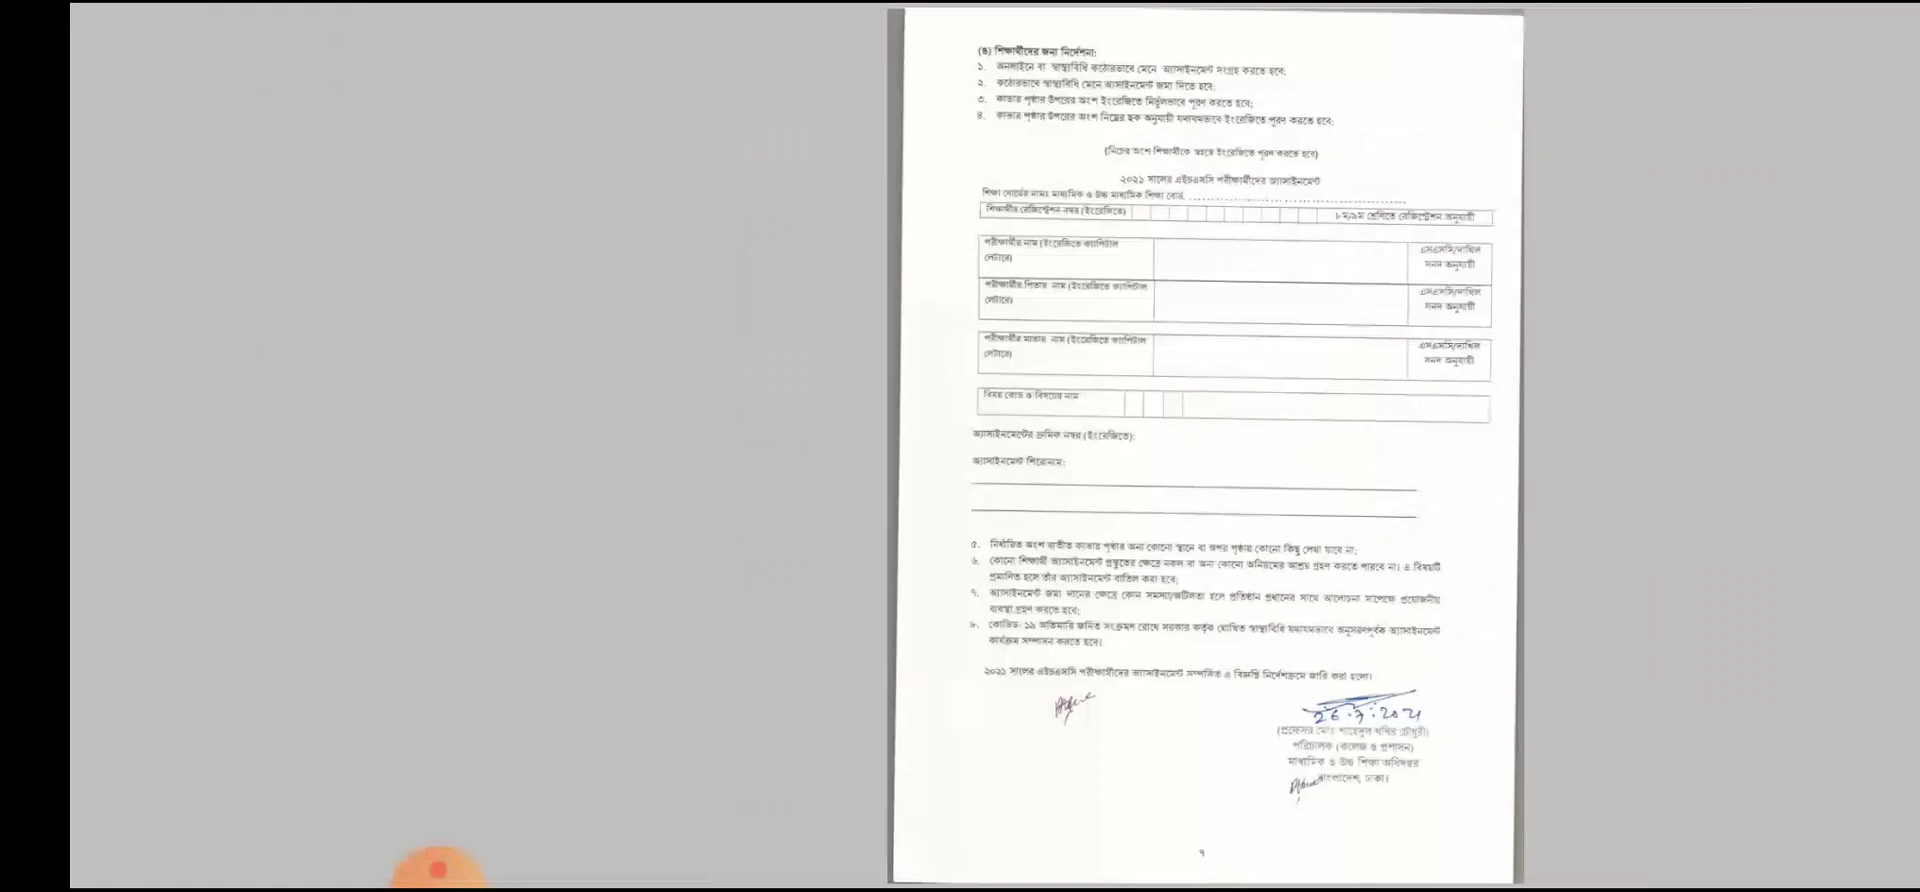 (ঙ) শিক্ষার্থীদের জন্য নির্দেশনা:
১. অনলাইনে বা স্বাস্থ্যবিধি কঠোরভাবে মেনে অ্যাসাইনমেন্ট সংগ্রহ করতে হবে;
২. কঠোরভাবে স্বাস্থ্যবিধি মেনে অ্যাসাইনমেন্ট জমা দিতে হবে;
৩. কাভার পৃষ্ঠার উপরের অংশ ইংরেজিতে নির্ভুলভাবে পূরণ করতে হবে;
৪. কাভার পৃষ্ঠার উপরের অংশ নিম্নের ছক অনুযায়ী যথাযথভাবে ইংরেজিতে পূরণ করতে হবে;
(নিচের অংশ শিক্ষার্থীকে স্বহস্তে ইংরেজিতে পূরণ করতে হবে)
২০২১ সালের এইচএসসি পরীক্ষার্থীদের অ্যাসাইনমেন্ট
শিক্ষা বোর্ডের নামঃ মাধ্যমিক ও উচ্চ মাধ্যমিক শিক্ষা বোর্ড, ............................................
শিক্ষার্থীর রেজিস্ট্রেশন নম্বর (ইংরেজিতে) ৮ম/৯ম শ্রেণিতে রেজিস্ট্রেশন অনুযায়ী
পরীক্ষার্থীর নাম (ইংরেজিতে ক্যাপিটাল
লেটারে)
এসএসসি/দাখিল
সনদ অনুযায়ী
পরীক্ষার্থীর পিতার নাম (ইংরেজিতে ক্যাপিটাল
লেটারে)
এসএসসি/দাখিল
সনদ অনুযায়ী
পরীক্ষার্থীর মাতার নাম (ইংরেজিতে ক্যাপিটাল
লেটারে)
এসএসসি/দাখিল
সনদ অনুযায়ী
বিষয় কোড ও বিষয়ের নাম
অ্যাসাইনমেন্টের ক্রমিক নম্বর (ইংরেজিতে):
অ্যাসাইনমেন্ট শিরোনাম:
৫. নির্ধারিত অংশ ব্যতীত কাভার পৃষ্ঠার অন্য কোনো স্থানে বা অপর পৃষ্ঠায় কোনো কিছু লেখা যাবে না;
৬. কোনো শিক্ষার্থী অ্যাসাইনমেন্ট প্রস্তুতের ক্ষেত্রে নকল বা অন্য কোনো অনিয়মের আশ্রয় গ্রহণ করতে পারবে না। এ বিষয়টি
প্রমাণিত হলে তাঁর অ্যাসাইনমেন্ট বাতিল করা হবে;
৭. অ্যাসাইনমেন্ট জমা দানের ক্ষেত্রে কোন সমস্যা/জটিলতা হলে প্রতিষ্ঠান প্রধানের সাথে আলোচনা সাপেক্ষে প্রয়োজনীয়
ব্যবস্থা গ্রহণ করতে হবে;
৮. কোভিড- ১৯ অতিমারি জনিত সংক্রমণ রোধে সরকার কর্তৃক ঘোষিত স্বাস্থ্যবিধি যথাযথভাবে অনুসরণপূর্বক অ্যাসাইনমেন্ট
কার্যক্রম সম্পাদন করতে হবে।
২০২১ সালের এইচএসসি পরীক্ষার্থীদের অ্যাসাইনমেন্ট সম্পর্কিত এ বিজ্ঞপ্তি নির্দেশক্রমে জারি করা হলো।
26.7.2021
(প্রফেসর মোঃ শাহেদুল খবির চৌধুরী)
পরিচালক (কলেজ ও প্রশাসন)
মাধ্যমিক ও উচ্চ শিক্ষা অধিদপ্তর
বাংলাদেশ, ঢাকা।
৭